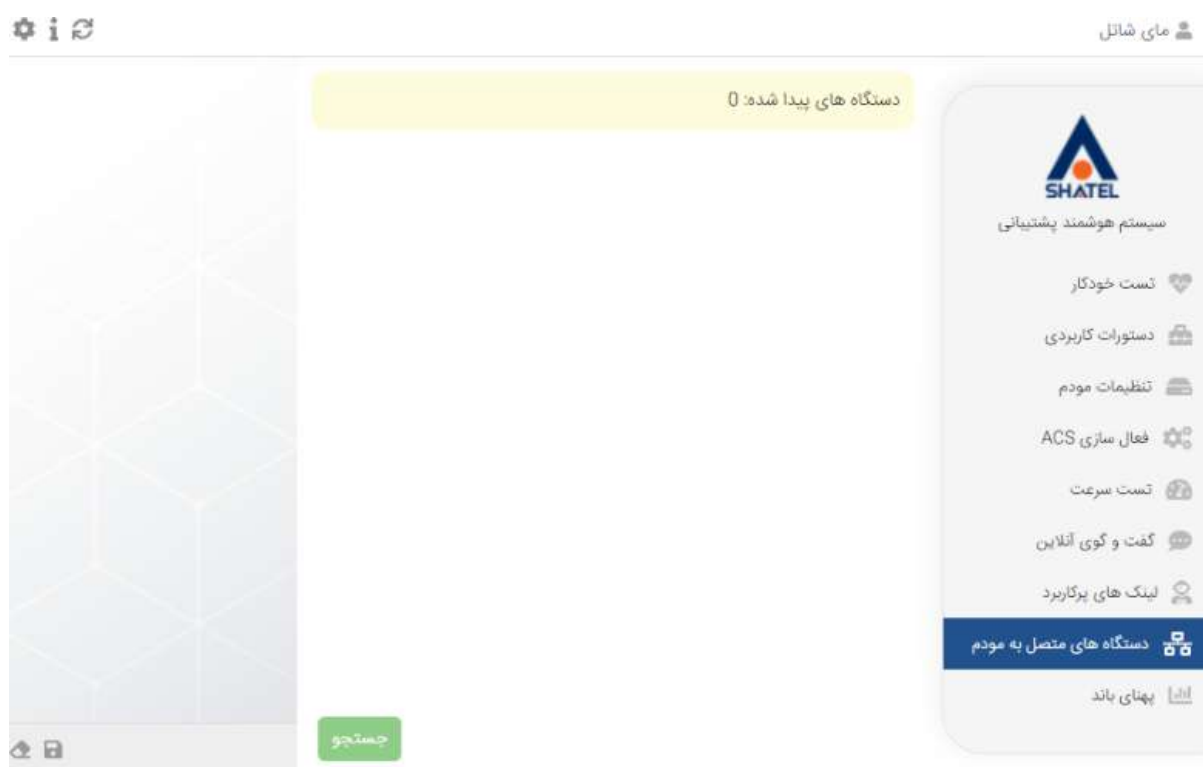 مای شاتل
SHATEL
سیستم هوشمند پشتیبانی
تست خودکار
دستورات کاربردی
تنظیمات مودم
فعال سازی ACS
تست سرعت
گفت و گوی آنلاین
لینک های پرکاربرد
دستگاه های متصل به مودم
پهنای باند
دستگاه های پیدا شده: 0
جستجو